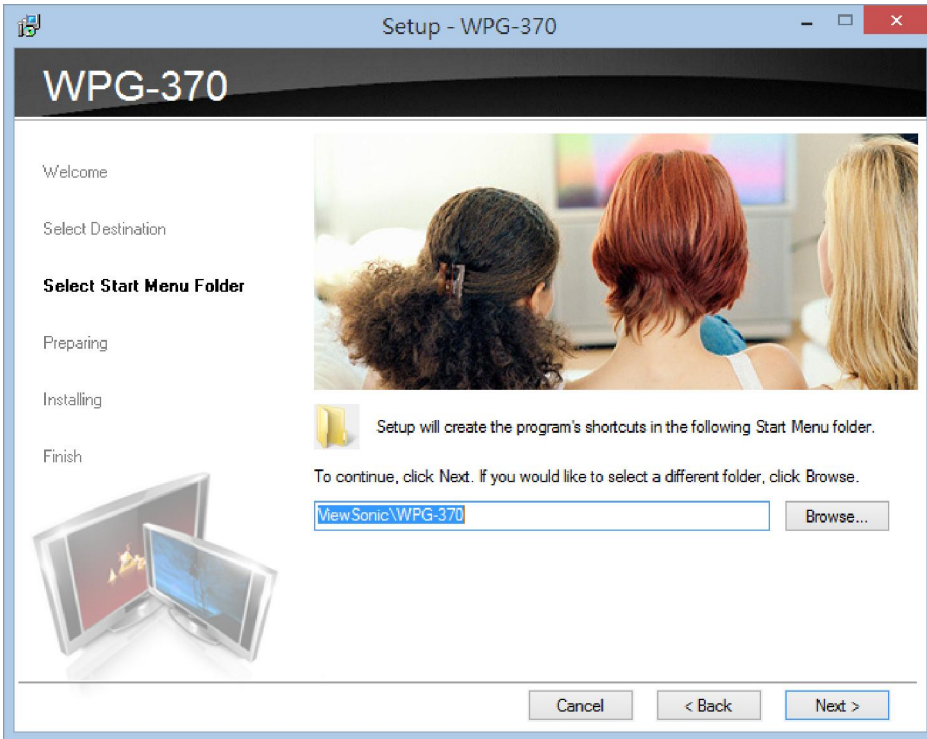 Setup - WPG-370
WPG-370
Welcome
Select Destination
Select Start Menu Folder
Preparing
Installing
Finish
Setup will create the program's shortcuts in the following Start Menu folder.
To continue, click Next. If you would like to select a different folder, click Browse.
ViewSonic\WPG-370
Browse...
Cancel
< Back
Next >